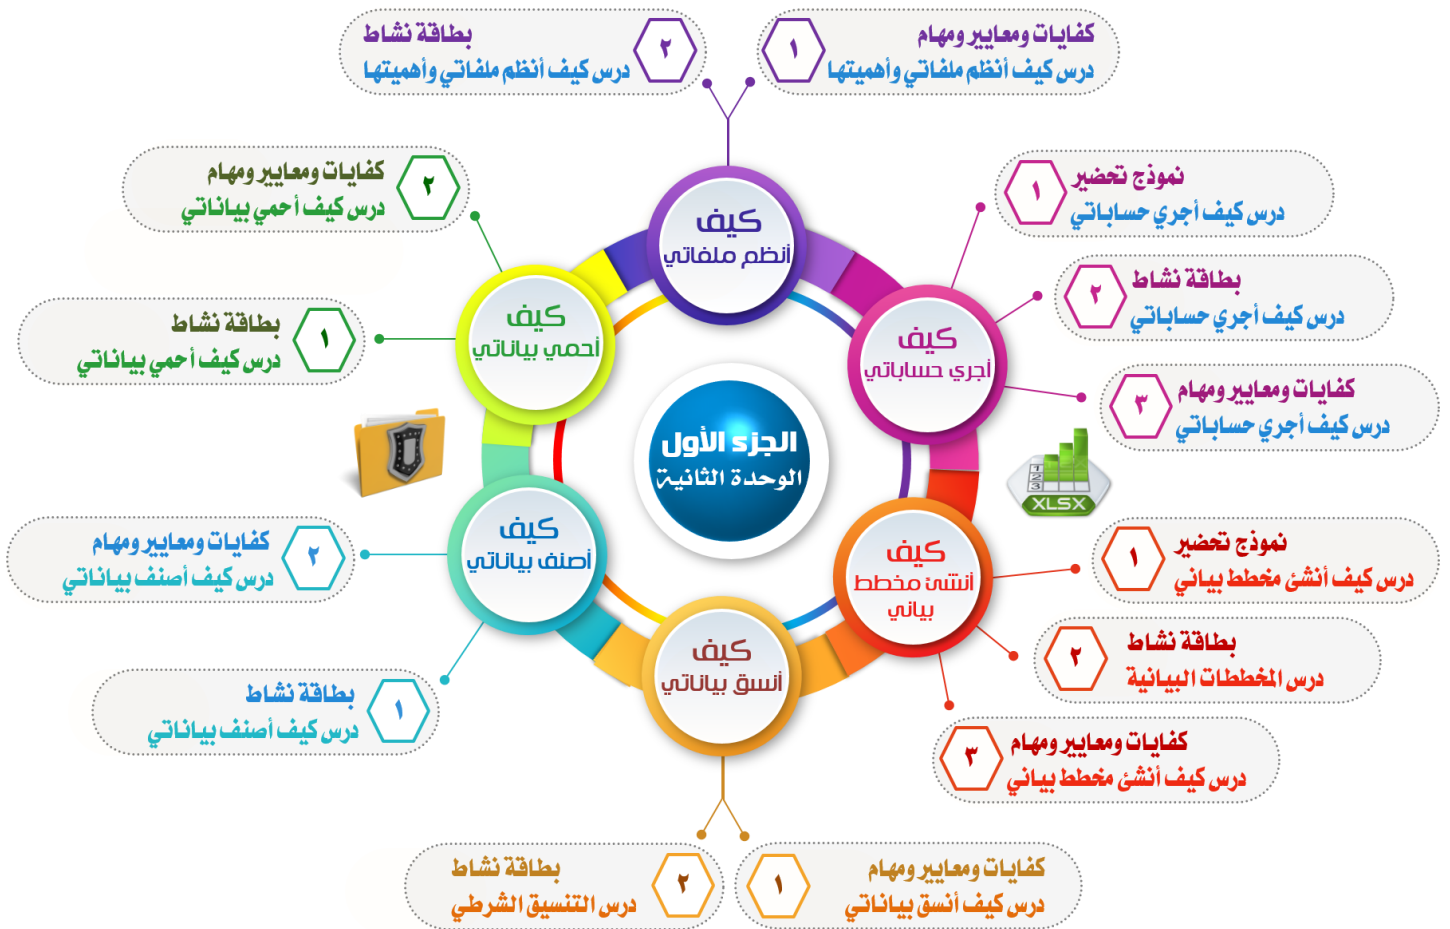 كفايات ومعايير ومهام
١
درس كيف أنظم ملفاتي وأهميتها
بطاقة نشاط
٢
درس كيف أنظم ملفاتي وأهميتها
كيف
أنظم ملفاتي
نموذج تحضير
١
درس كيف أجري حساباتي
بطاقة نشاط
٢
درس كيف أجري حساباتي
كفايات ومعايير ومهام
٣
درس كيف أجري حساباتي
كيف
أجري حساباتي
كفايات ومعايير ومهام
٢
درس كيف أحمي بياناتي
بطاقة نشاط
١
درس كيف أحمي بياناتي
كيف
أحمي بياناتي
الجزء الأول
الوحدة الثانية
1
2
3
XLSX
نموذج تحضير
١
درس كيف أنشئ مخطط بياني
بطاقة نشاط
٢
درس المخططات البيانية
كفايات ومعايير ومهام
٣
درس كيف أنشئ مخطط بياني
كيف
أنشئ مخطط
بياني
كيف
أصنف بياناتي
كفايات ومعايير ومهام
٢
درس كيف أصنف بياناتي
بطاقة نشاط
١
درس كيف أصنف بياناتي
كيف
أنسق بياناتي
كفايات ومعايير ومهام
١
درس كيف أنسق بياناتي
بطاقة نشاط
٢
درس التنسيق الشرطي